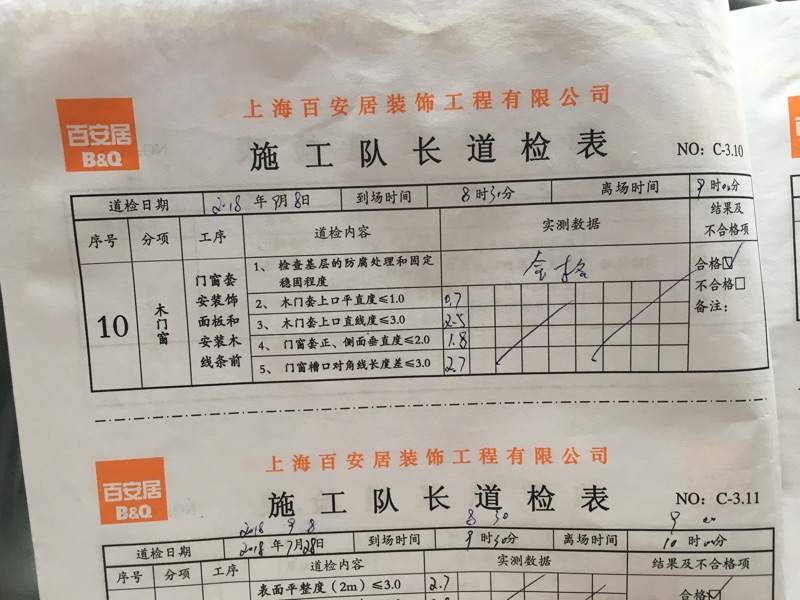 上海百安居装饰工程有限公司
百安居
B&Q
施工队长道检表
NO: C-3.10
道检日期 2018年9月8日 到场时间 8时30分 离场时间 9时00分
序号 分项 工序 道检内容 实测数据 结果及不合格项
10 木门窗 门窗套安装饰面板和安装木线条前
1、检查基层的防腐处理和固定稳固程度 合格
2、木门套上口平直度≤1.0 0.7
3、木门套上口直线度≤3.0 2.5
4、门窗套正、侧面垂直度≤2.0 1.8
5、门窗槽口对角线长度差≤3.0 2.7
合格☑
不合格☐
备注：
上海百安居装饰工程有限公司
百安居
B&Q
施工队长道检表
NO: C-3.11
2018 9 8 8 30 9 00
道检日期 2018年7月28日 到场时间 9时30分 离场时间 10时00分
序号 分项 工序 道检内容 实测数据 结果及不合格项
表面平整度（2m）≤3.0 2.7
合格☑